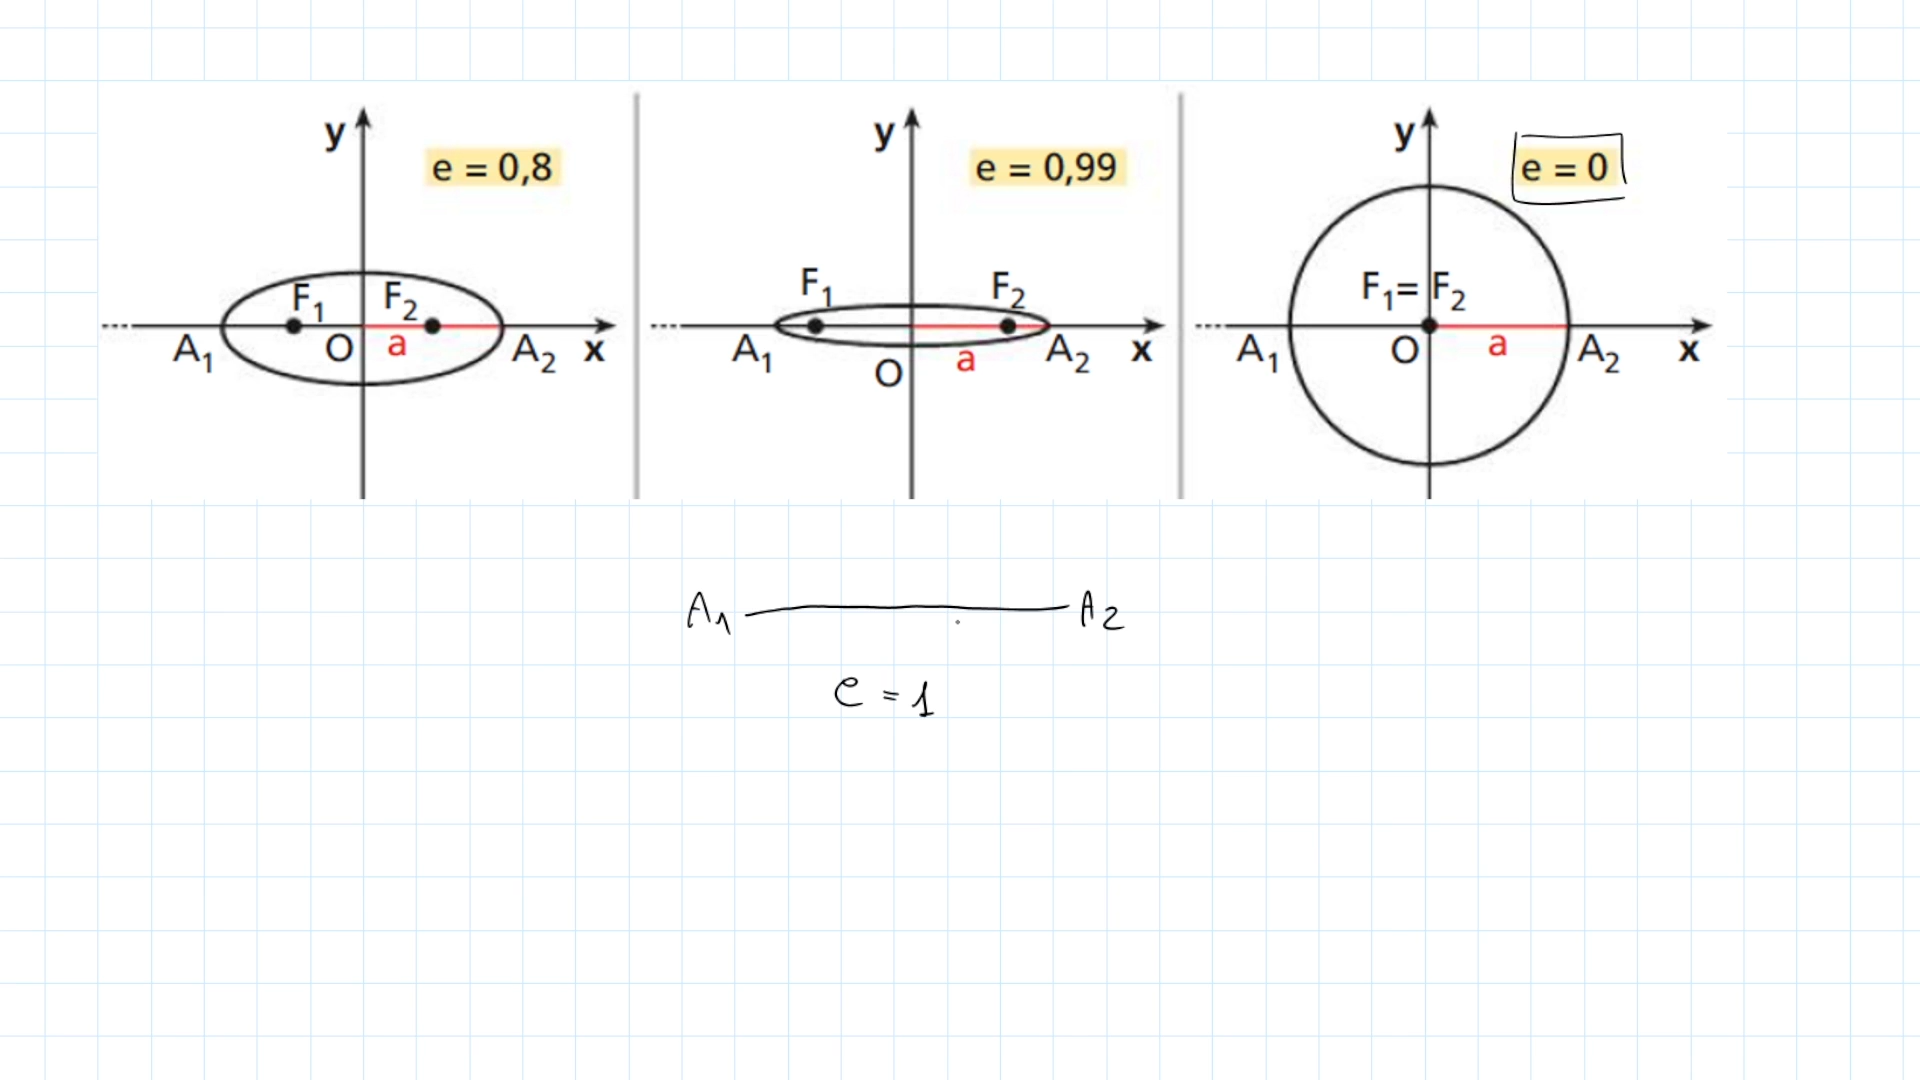 y e = 0,8
F₁ F₂
A₁ O a A₂ x
y e = 0,99
F₁ F₂
A₁ O a A₂ x
y e = 0
F₁= F₂
A₁ O a A₂ x
A₁ A₂
e = 1